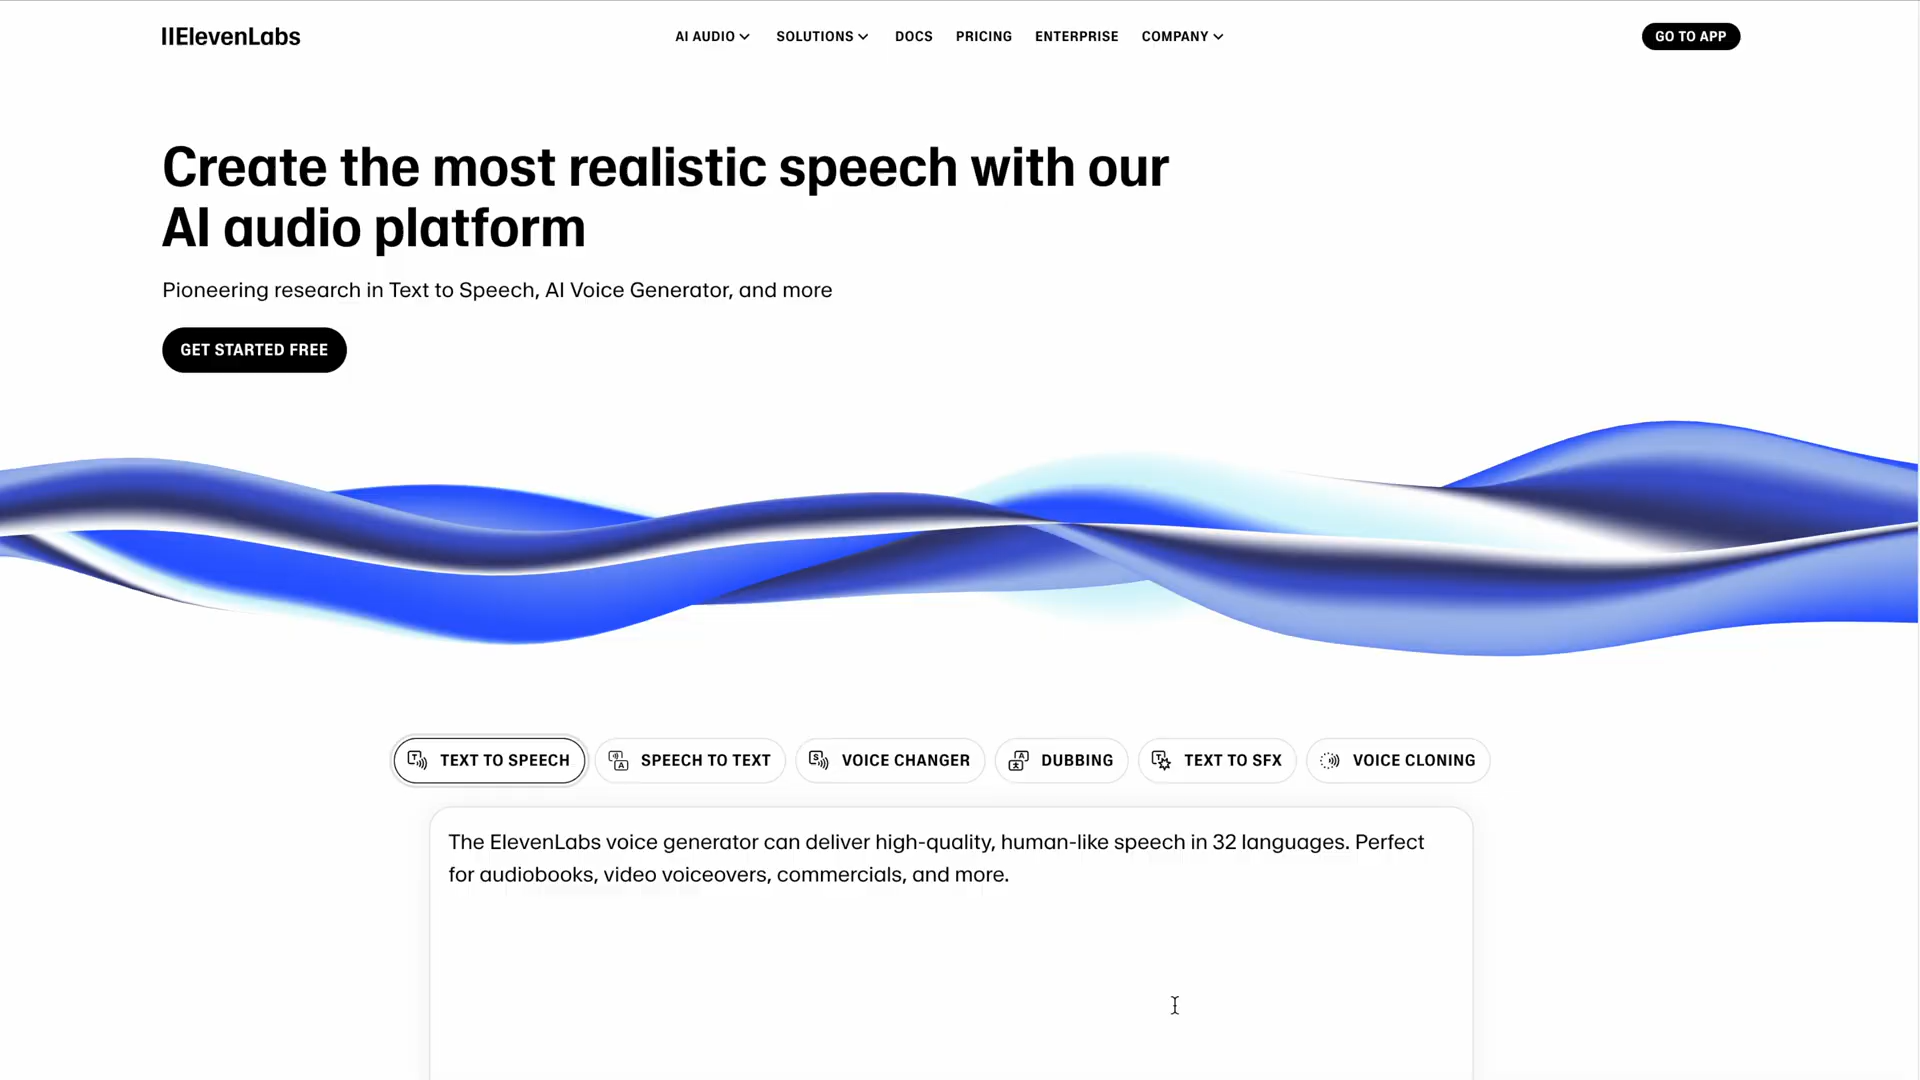 IIElevenLabs
AI AUDIO
SOLUTIONS
DOCS
PRICING
ENTERPRISE
COMPANY
GO TO APP
Create the most realistic speech with our
AI audio platform
Pioneering research in Text to Speech, AI Voice Generator, and more
GET STARTED FREE
TEXT TO SPEECH
SPEECH TO TEXT
VOICE CHANGER
DUBBING
TEXT TO SFX
VOICE CLONING
The ElevenLabs voice generator can deliver high-quality, human-like speech in 32 languages. Perfect
for audiobooks, video voiceovers, commercials, and more.